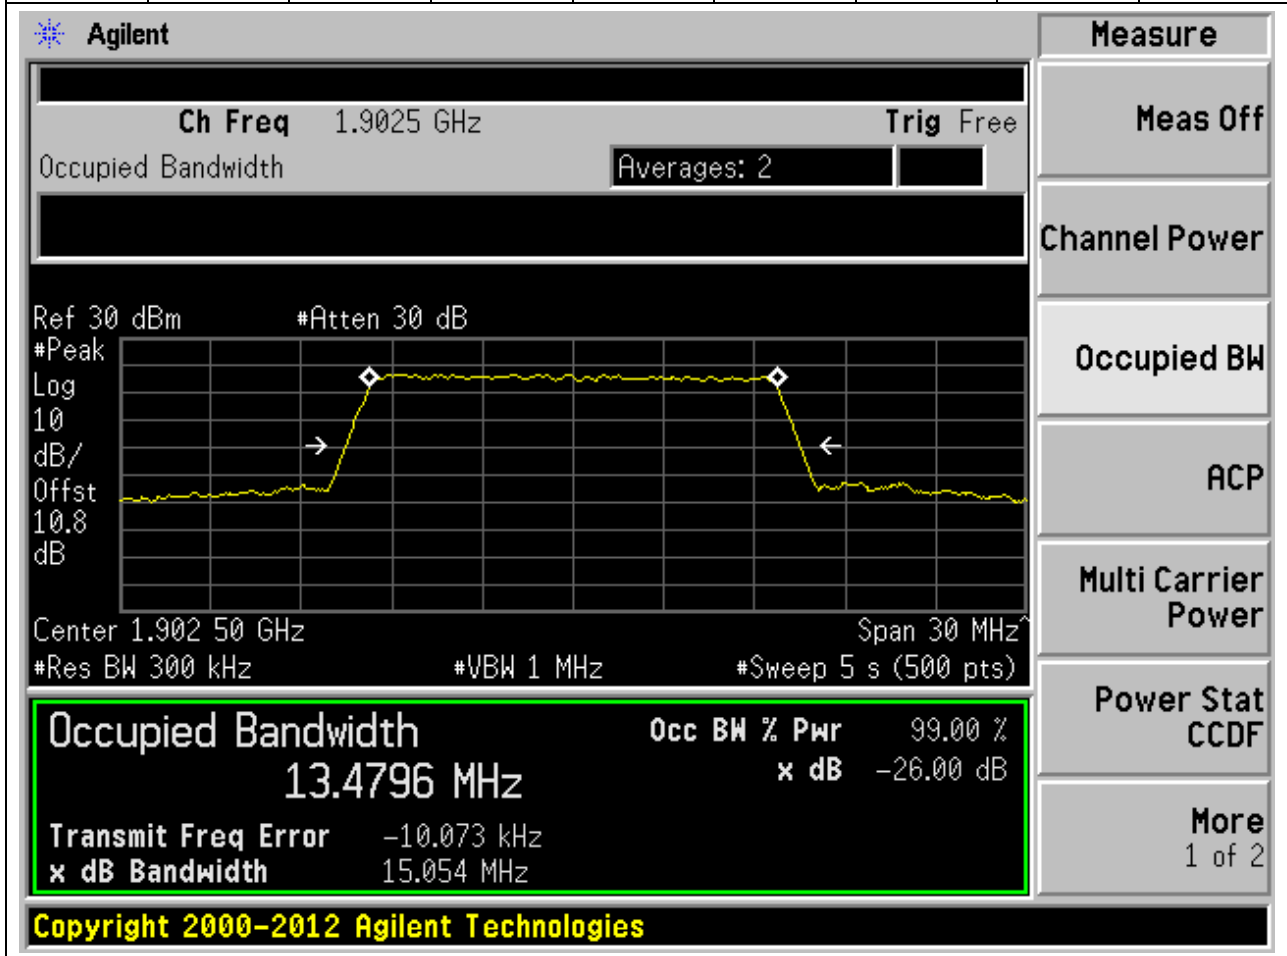 Agilent
Measure
Ch Freq 1.9025 GHz Trig Free
Meas Off
Occupied Bandwidth Averages: 2
Channel Power
Ref 30 dBm #Atten 30 dB
#Peak
Log
10
dB/
Offst
10.8
dB
Occupied BW
ACP
Center 1.902 50 GHz Span 30 MHz^
#Res BW 300 kHz #VBW 1 MHz #Sweep 5 s (500 pts)
Multi Carrier
Power
Occupied Bandwidth Occ BW % Pwr 99.00 %
13.4796 MHz x dB -26.00 dB
Power Stat
CCDF
Transmit Freq Error -10.073 kHz
x dB Bandwidth 15.054 MHz
More
1 of 2
Copyright 2000-2012 Agilent Technologies